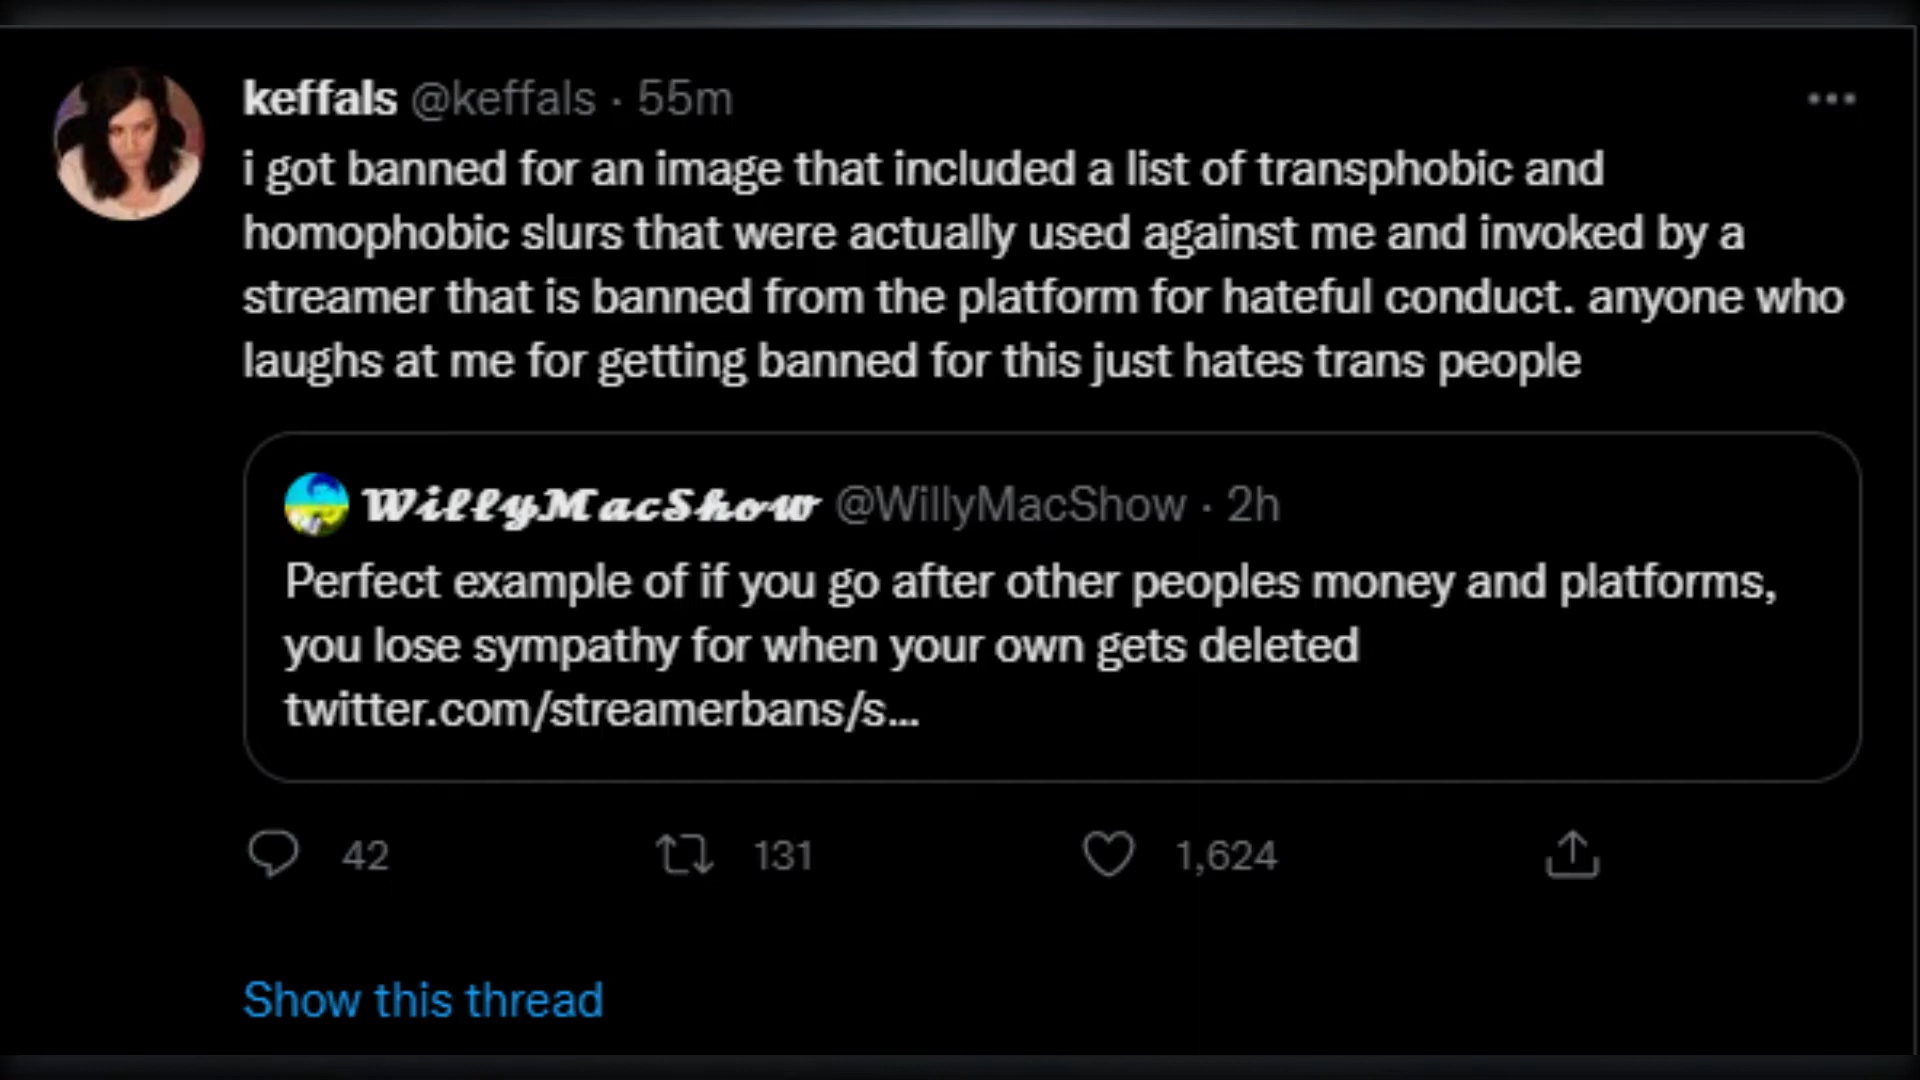 keffals @keffals · 55m
i got banned for an image that included a list of transphobic and
homophobic slurs that were actually used against me and invoked by a
streamer that is banned from the platform for hateful conduct. anyone who
laughs at me for getting banned for this just hates trans people
WillyMacShow @WillyMacShow · 2h
Perfect example of if you go after other peoples money and platforms,
you lose sympathy for when your own gets deleted
twitter.com/streamerbans/s...
42 131 1,624
Show this thread